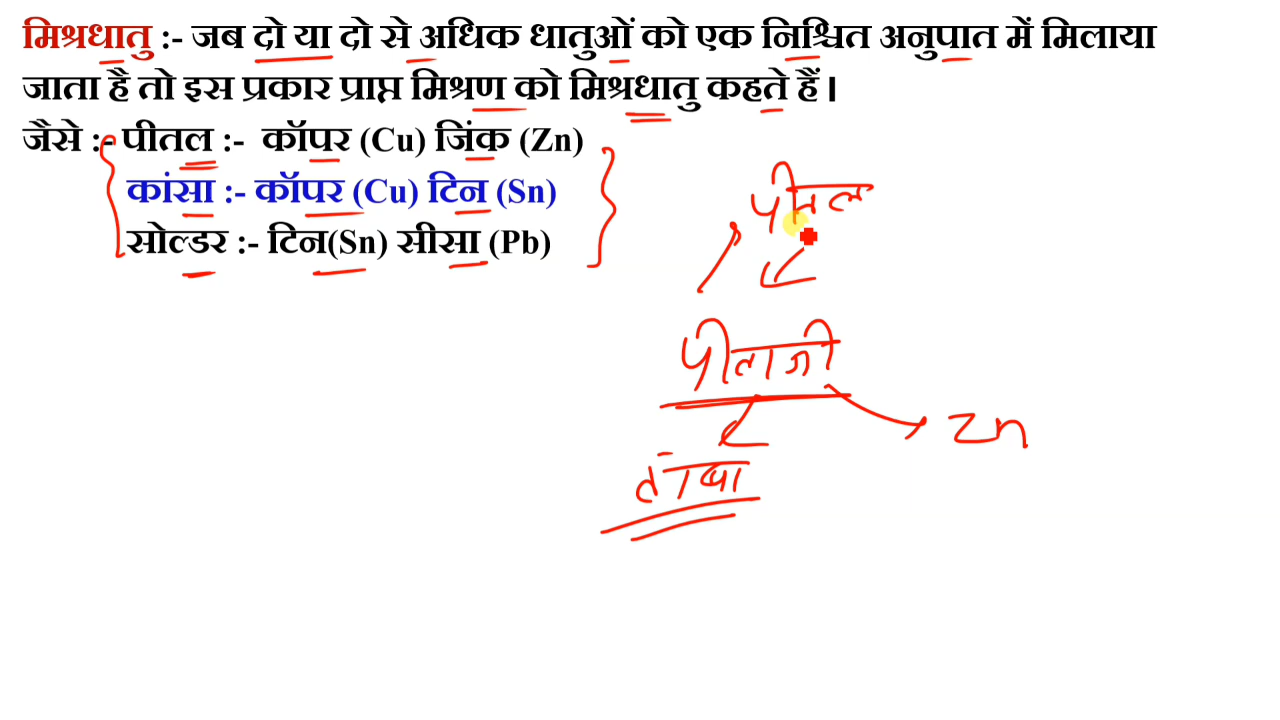 मिश्रधातु :- जब दो या दो से अधिक धातुओं को एक निश्चित अनुपात में मिलाया
जाता है तो इस प्रकार प्राप्त मिश्रण को मिश्रधातु कहते हैं ।
जैसे :- पीतल :- कॉपर (Cu) जिंक (Zn)
कांसा :- कॉपर (Cu) टिन (Sn)
सोल्डर :- टिन(Sn) सीसा (Pb)
पीतल
पीताजी
Zn
तांबा